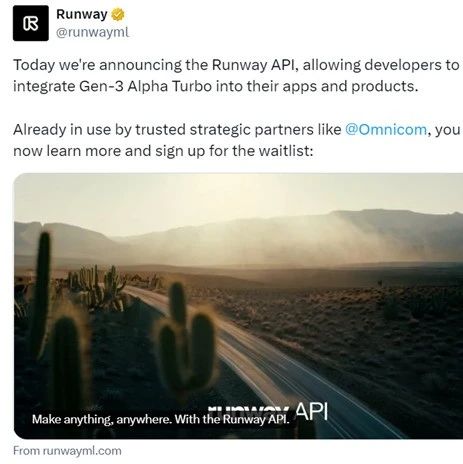 Runway
@runwayml
Today we're announcing the Runway API, allowing developers to
integrate Gen-3 Alpha Turbo into their apps and products.
Already in use by trusted strategic partners like @Omnicom, you
now learn more and sign up for the waitlist:
runway API
Make anything, anywhere. With the Runway API.
From runwayml.com